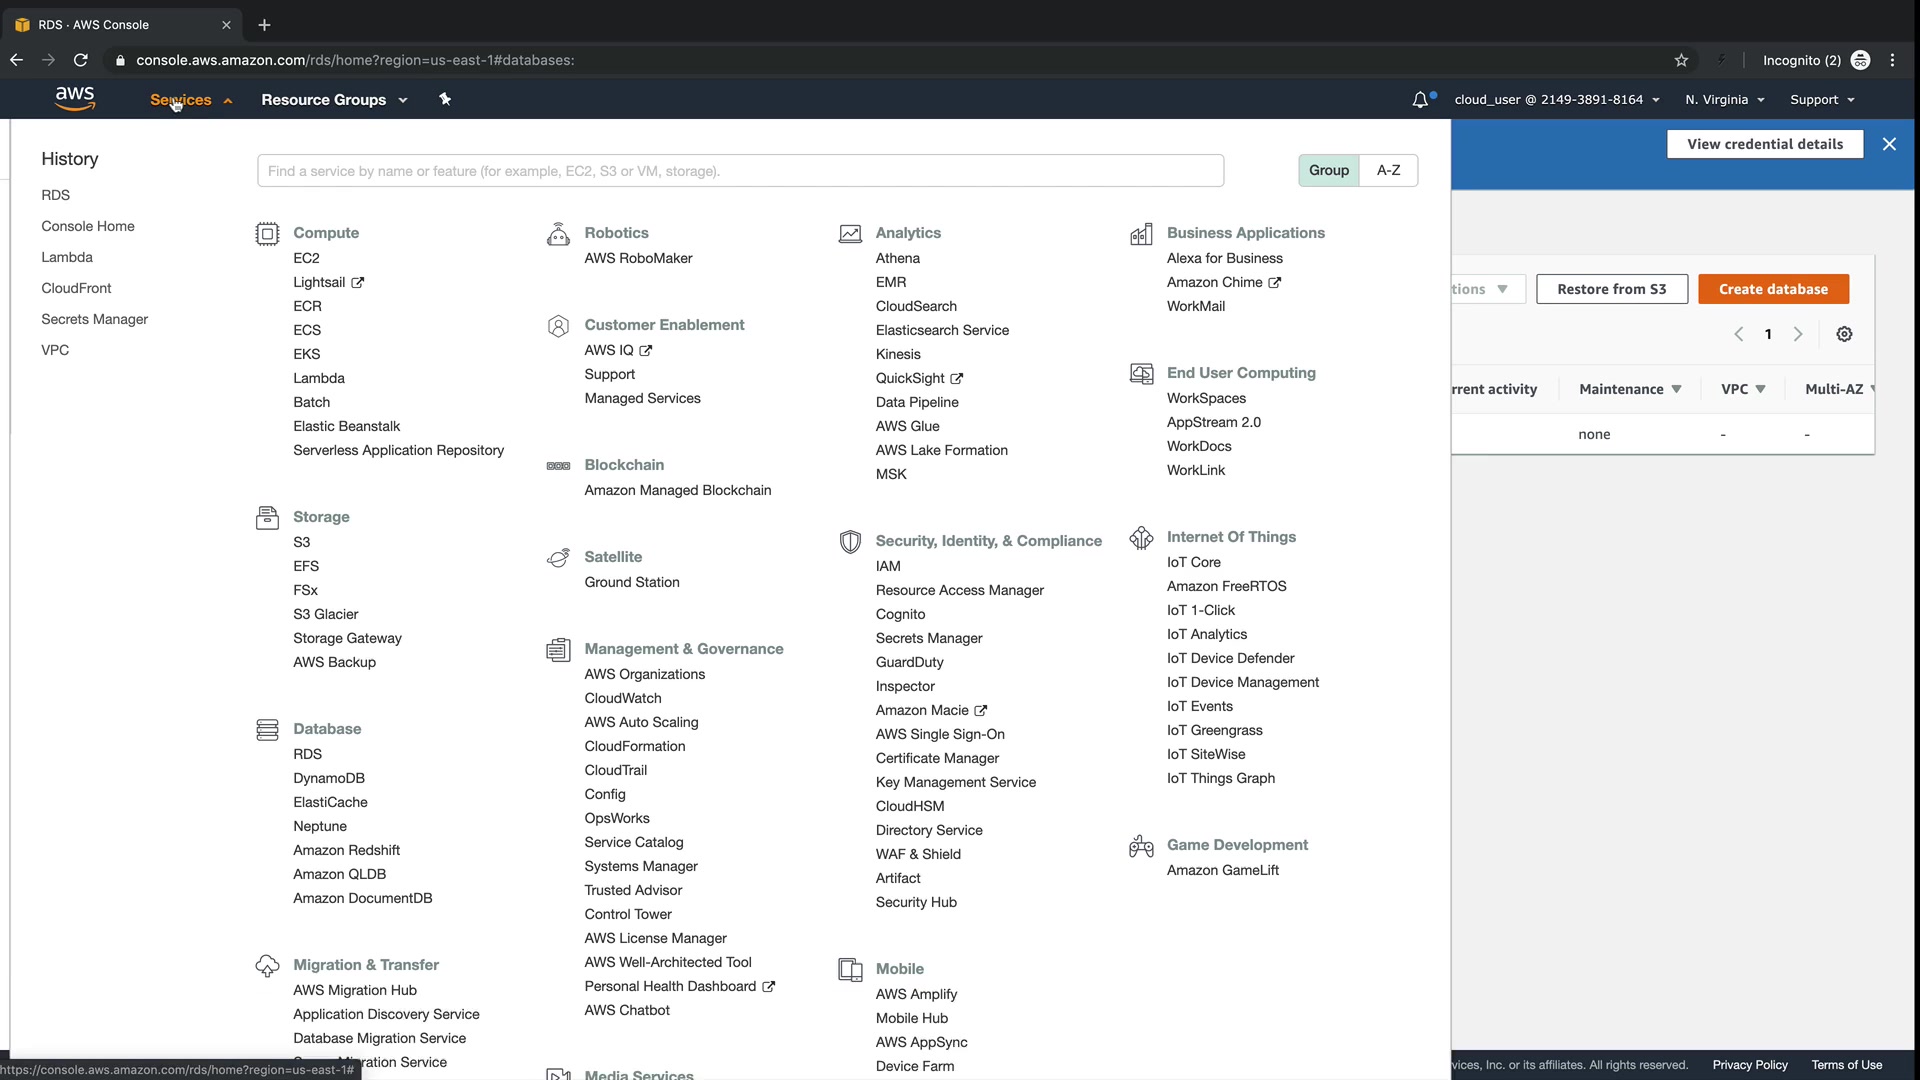 RDS · AWS Console
console.aws.amazon.com/rds/home?region=us-east-1#databases:
Incognito (2)
aws
Services
Resource Groups
cloud_user @ 2149-3891-8164
N. Virginia
Support
View credential details
History
RDS
Console Home
Lambda
CloudFront
Secrets Manager
VPC
Find a service by name or feature (for example, EC2, S3 or VM, storage).
Group
A-Z
Compute
EC2
Lightsail
ECR
ECS
EKS
Lambda
Batch
Elastic Beanstalk
Serverless Application Repository
Storage
S3
EFS
FSx
S3 Glacier
Storage Gateway
AWS Backup
Database
RDS
DynamoDB
ElastiCache
Neptune
Amazon Redshift
Amazon QLDB
Amazon DocumentDB
Migration & Transfer
AWS Migration Hub
Application Discovery Service
Database Migration Service
Robotics
AWS RoboMaker
Customer Enablement
AWS IQ
Support
Managed Services
Blockchain
Amazon Managed Blockchain
Satellite
Ground Station
Management & Governance
AWS Organizations
CloudWatch
AWS Auto Scaling
CloudFormation
CloudTrail
Config
OpsWorks
Service Catalog
Systems Manager
Trusted Advisor
Control Tower
AWS License Manager
AWS Well-Architected Tool
Personal Health Dashboard
AWS Chatbot
Media Services
Analytics
Athena
EMR
CloudSearch
Elasticsearch Service
Kinesis
QuickSight
Data Pipeline
AWS Glue
AWS Lake Formation
MSK
Security, Identity, & Compliance
IAM
Resource Access Manager
Cognito
Secrets Manager
GuardDuty
Inspector
Amazon Macie
AWS Single Sign-On
Certificate Manager
Key Management Service
CloudHSM
Directory Service
WAF & Shield
Artifact
Security Hub
Mobile
AWS Amplify
Mobile Hub
AWS AppSync
Device Farm
Business Applications
Alexa for Business
Amazon Chime
WorkMail
End User Computing
WorkSpaces
AppStream 2.0
WorkDocs
WorkLink
Internet Of Things
IoT Core
Amazon FreeRTOS
IoT 1-Click
IoT Analytics
IoT Device Defender
IoT Device Management
IoT Events
IoT Greengrass
IoT SiteWise
IoT Things Graph
Game Development
Amazon GameLift
tions
Restore from S3
Create database
1
rrent activity
Maintenance
VPC
Multi-AZ
none
-
-
https://console.aws.amazon.com/rds/home?region=us-east-1#
vices, Inc. or its affiliates. All rights reserved.
Privacy Policy
Terms of Use